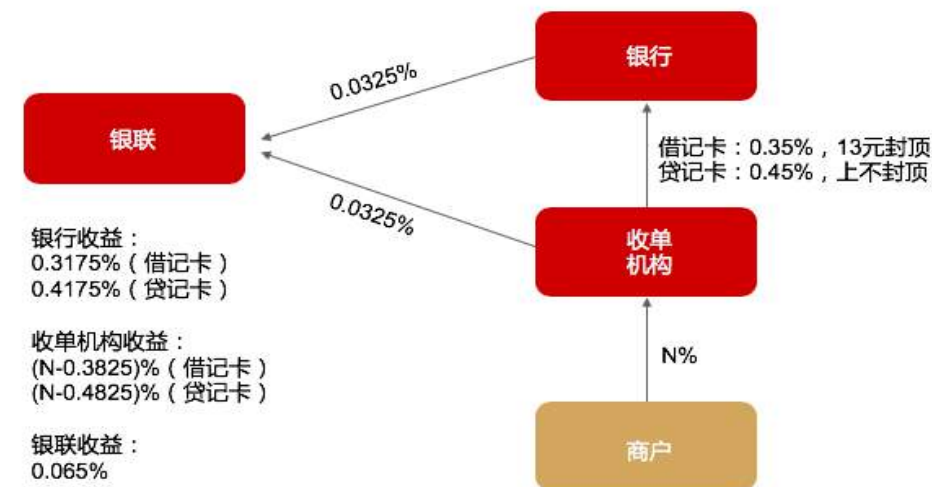 银行
0.0325%
银联
借记卡：0.35%，13元封顶
贷记卡：0.45%，上不封顶
0.0325%
收单
机构
银行收益：
0.3175%（借记卡）
0.4175%（贷记卡）
收单机构收益：
(N-0.3825)%（借记卡）
(N-0.4825)%（贷记卡）
N%
银联收益：
0.065%
商户